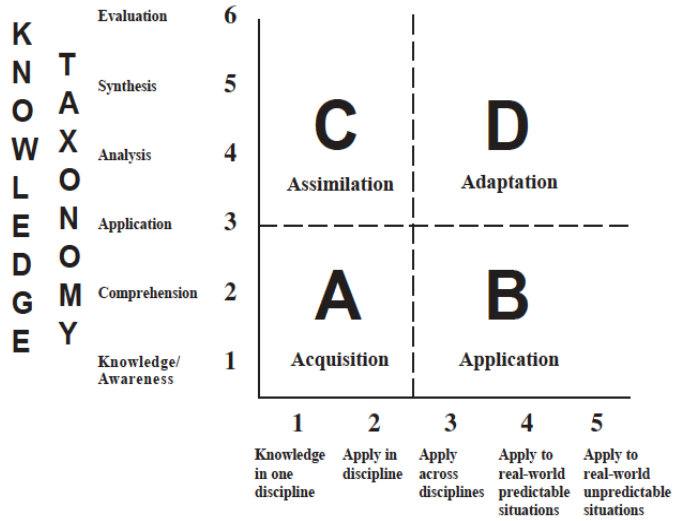 KNOWLEDGE
TAXONOMY
Evaluation 6
Synthesis 5
Analysis 4
Application 3
Comprehension 2
Knowledge/
Awareness 1
C
Assimilation
D
Adaptation
A
Acquisition
B
Application
1 2 3 4 5
Knowledge
in one
discipline
Apply in
discipline
Apply
across
disciplines
Apply to
real-world
predictable
situations
Apply to
real-world
unpredictable
situations